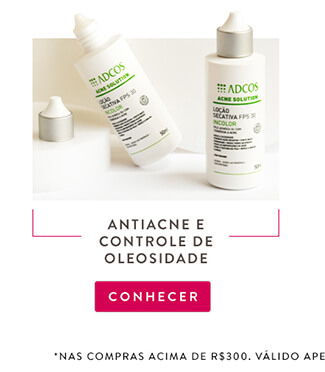 ADCOS
ACNE SOLUTION
LOÇÃO
SECATIVA FPS 30
INCOLOR
50ml
ADCOS
ACNE SOLUTION
LOÇÃO
SECATIVA FPS 30
INCOLOR
ANTIACNE E
CONTROLE DE
OLEOSIDADE
CONHECER
*NAS COMPRAS ACIMA DE R$300. VÁLIDO APE